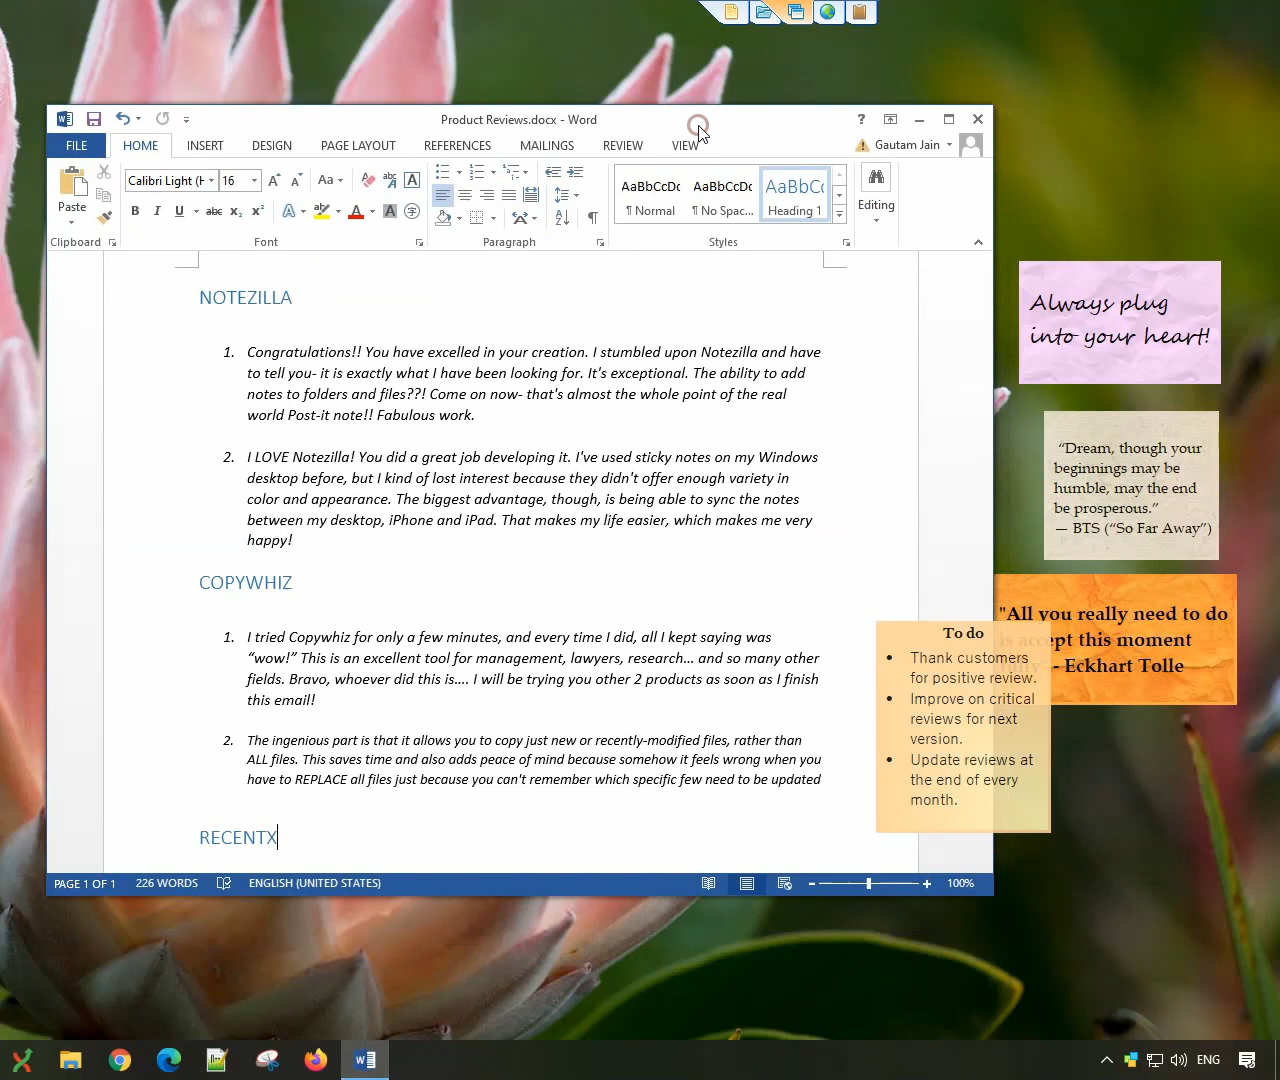 Product Reviews.docx - Word
?
FILE
HOME
INSERT
DESIGN
PAGE LAYOUT
REFERENCES
MAILINGS
REVIEW
VIEW
Gautam Jain
Paste
Calibri Light (H
16
Aa
B I U abc x₂ x²
A
Clipboard
Font
Paragraph
AaBbCcDc
¶ Normal
AaBbCcDc
¶ No Spac...
AaBbCc
Heading 1
Styles
Editing
NOTEZILLA
1. Congratulations!! You have excelled in your creation. I stumbled upon Notezilla and have
to tell you- it is exactly what I have been looking for. It's exceptional. The ability to add
notes to folders and files??! Come on now- that's almost the whole point of the real
world Post-it note!! Fabulous work.
2. I LOVE Notezilla! You did a great job developing it. I've used sticky notes on my Windows
desktop before, but I kind of lost interest because they didn't offer enough variety in
color and appearance. The biggest advantage, though, is being able to sync the notes
between my desktop, iPhone and iPad. That makes my life easier, which makes me very
happy!
COPYWHIZ
1. I tried Copywhiz for only a few minutes, and every time I did, all I kept saying was
“wow!” This is an excellent tool for management, lawyers, research... and so many other
fields. Bravo, whoever did this is.... I will be trying you other 2 products as soon as I finish
this email!
2. The ingenious part is that it allows you to copy just new or recently-modified files, rather than
ALL files. This saves time and also adds peace of mind because somehow it feels wrong when you
have to REPLACE all files just because you can't remember which specific few need to be updated
RECENTX
PAGE 1 OF 1
226 WORDS
ENGLISH (UNITED STATES)
100%
Always plug
into your heart!
“Dream, though your
beginnings may be
humble, may the end
be prosperous.”
— BTS (“So Far Away”)
"All you really need to do
is accept this moment
- Eckhart Tolle
To do
• Thank customers
for positive review.
• Improve on critical
reviews for next
version.
• Update reviews at
the end of every
month.
ENG